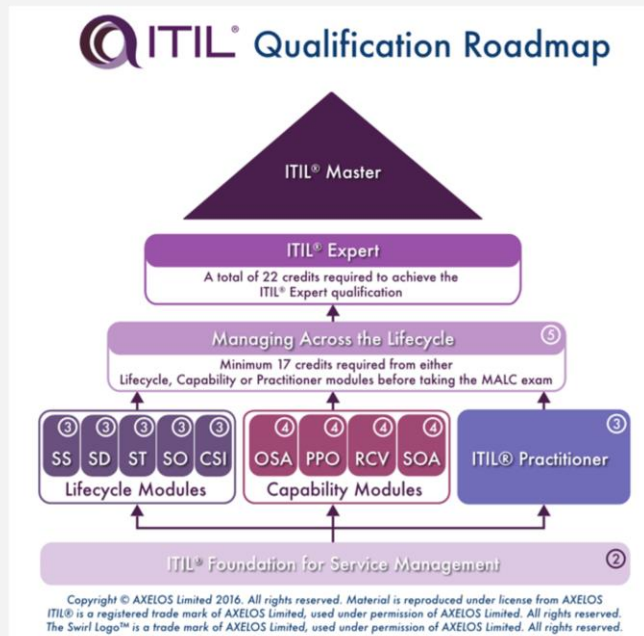 ITIL® Qualification Roadmap
ITIL® Master
ITIL® Expert
A total of 22 credits required to achieve the
ITIL® Expert qualification
Managing Across the Lifecycle 5
Minimum 17 credits required from either
Lifecycle, Capability or Practitioner modules before taking the MALC exam
3 3 3 3 3
SS SD ST SO CSI
Lifecycle Modules
4 4 4 4
OSA PPO RCV SOA
Capability Modules
3
ITIL® Practitioner
ITIL® Foundation for Service Management 2
Copyright © AXELOS Limited 2016. All rights reserved. Material is reproduced under license from AXELOS
ITIL® is a registered trade mark of AXELOS Limited, used under permission of AXELOS Limited. All rights reserved.
The Swirl Logo™ is a trade mark of AXELOS Limited, used under permission of AXELOS Limited. All rights reserved.